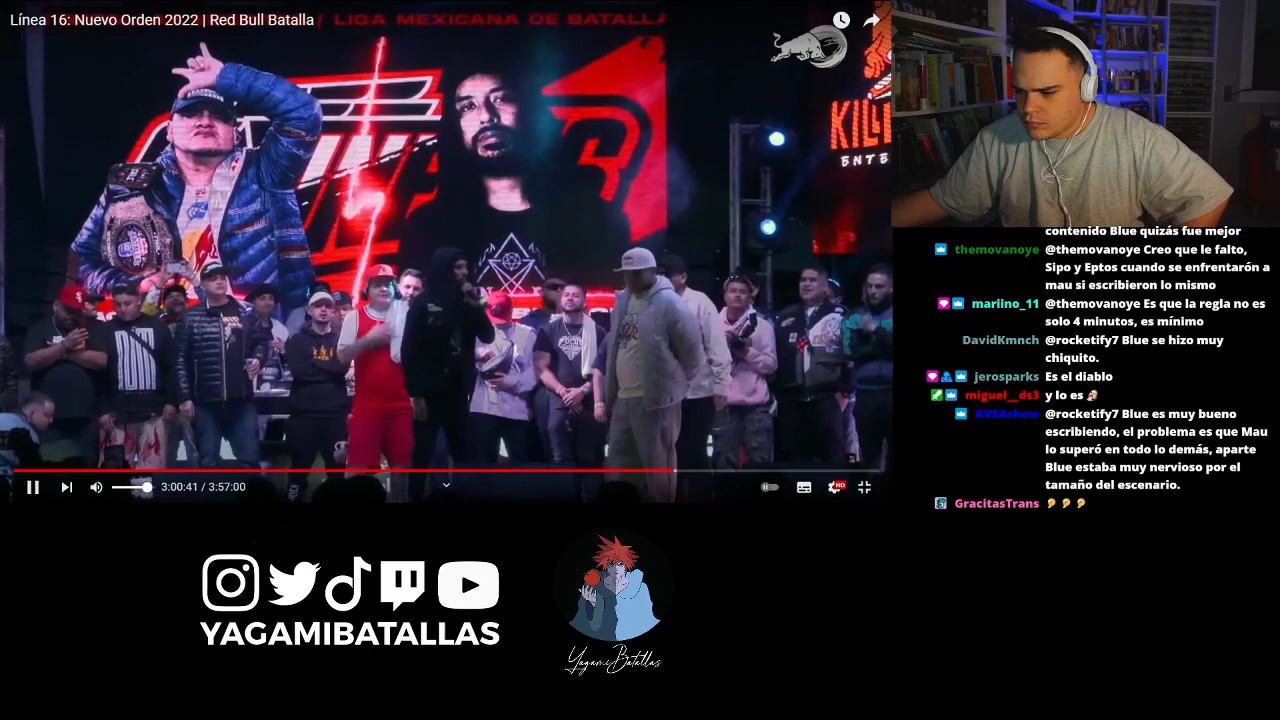 Línea 16: Nuevo Orden 2022 | Red Bull Batalla
LIGA MEXICANA DE BATALLA
KILL
ENTE
FOCUS
3:00:41 / 3:57:00
HD
contenido Blue quizás fue mejor
themovanoye @themovanoye Creo que le falto,
Sipo y Eptos cuando se enfrentarón a
mau si escribieron lo mismo
mariino_11 @themovanoye Es que la regla no es
solo 4 minutos, es mínimo
DavidKmnch @rocketify7 Blue se hizo muy
chiquito.
jerosparks Es el diablo
miguel__ds3 y lo es
AVSAshow @rocketify7 Blue es muy bueno
escribiendo, el problema es que Mau
lo superó en todo lo demás, aparte
Blue estaba muy nervioso por el
tamaño del escenario.
GracitasTrans
YAGAMIBATALLAS
YagamiBatallas